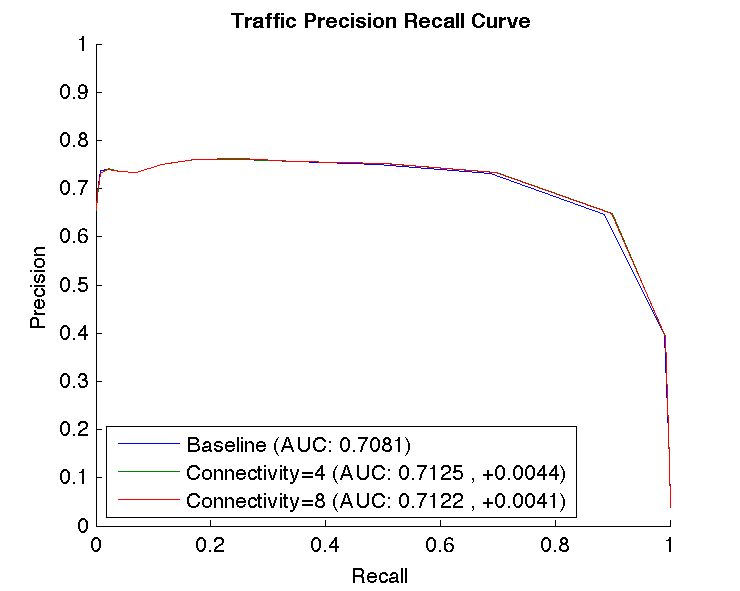 Traffic Precision Recall Curve
1
0.9
0.8
0.7
0.6
0.5
0.4
0.3
0.2
0.1
0
Precision
Baseline (AUC: 0.7081)
Connectivity=4 (AUC: 0.7125 , +0.0044)
Connectivity=8 (AUC: 0.7122 , +0.0041)
0 0.2 0.4 0.6 0.8 1
Recall